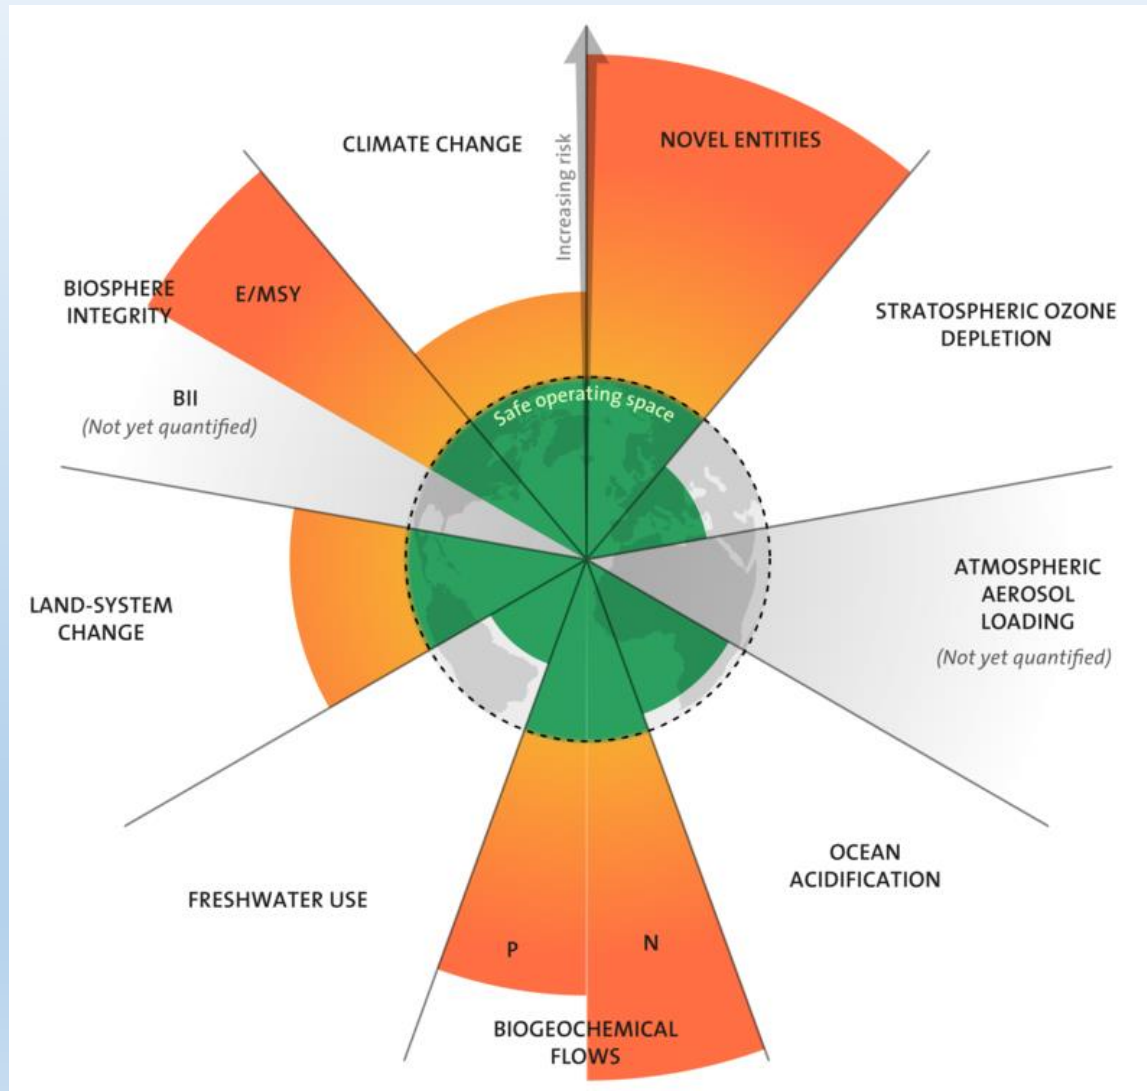 CLIMATE CHANGE
Increasing risk
NOVEL ENTITIES
BIOSPHERE
INTEGRITY
E/MSY
STRATOSPHERIC OZONE
DEPLETION
BII
(Not yet quantified)
Safe operating space
ATMOSPHERIC
AEROSOL
LOADING
(Not yet quantified)
LAND-SYSTEM
CHANGE
OCEAN
ACIDIFICATION
FRESHWATER USE
P
N
BIOGEOCHEMICAL
FLOWS